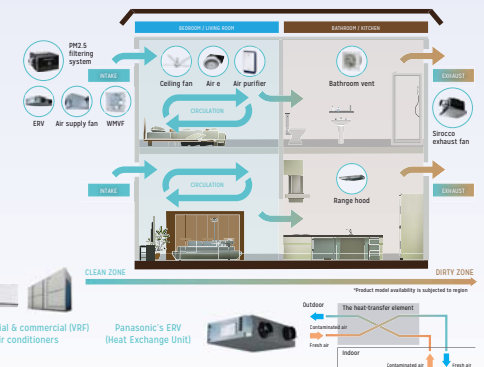 BEDROOM / LIVING ROOM
BATHROOM / KITCHEN
PM2.5
filtering
system
INTAKE
Ceiling fan
Air e
Air purifier
Bathroom vent
EXHAUST
CIRCULATION
ERV
Air supply fan
WMVF
Sirocco
exhaust fan
INTAKE
CIRCULATION
Range hood
EXHAUST
CLEAN ZONE
DIRTY ZONE
*Product model availability is subjected to region
ial & commercial (VRF)
ir conditioners
Panasonic's ERV
(Heat Exchange Unit)
Outdoor
The heat-transfer element
Contaminated air
Fresh air
Indoor
Contaminated air
Fresh air